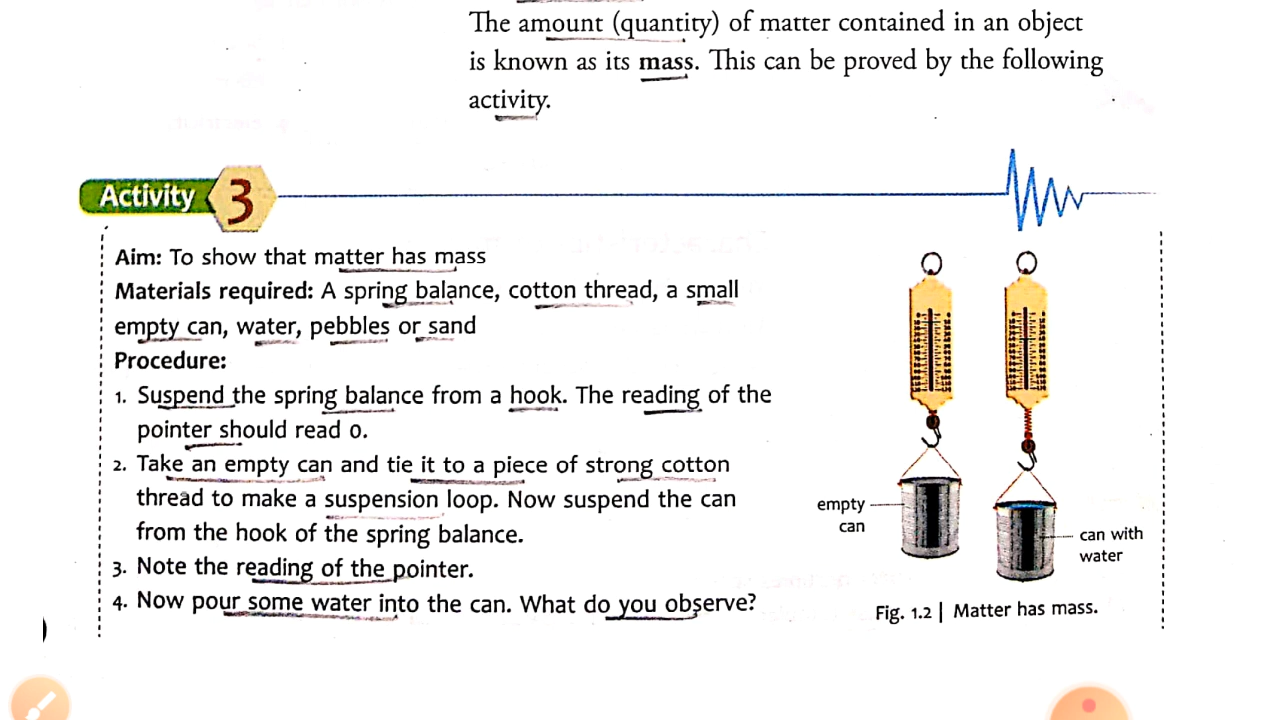 The amount (quantity) of matter contained in an object
is known as its mass. This can be proved by the following
activity.
Activity 3
Aim: To show that matter has mass
Materials required: A spring balance, cotton thread, a small
empty can, water, pebbles or sand
Procedure:
1. Suspend the spring balance from a hook. The reading of the
pointer should read 0.
2. Take an empty can and tie it to a piece of strong cotton
thread to make a suspension loop. Now suspend the can
from the hook of the spring balance.
3. Note the reading of the pointer.
4. Now pour some water into the can. What do you observe?
empty
can
can with
water
Fig. 1.2 | Matter has mass.